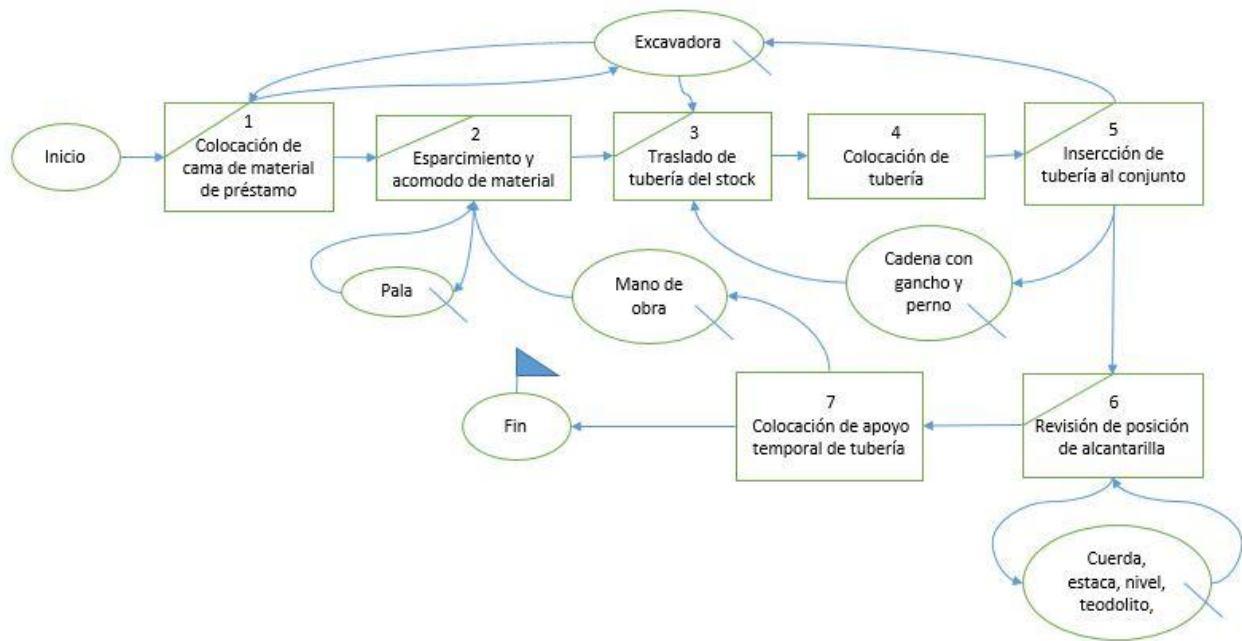 Excavadora
Inicio
1
Colocación de
cama de material
de préstamo
2
Esparcimiento y
acomodo de material
3
Traslado de
tubería del stock
4
Colocación de
tubería
5
Insercción de
tubería al conjunto
Pala
Mano de
obra
Cadena con
gancho y
perno
Fin
7
Colocación de apoyo
temporal de tubería
6
Revisión de posición
de alcantarilla
Cuerda,
estaca, nivel,
teodolito,